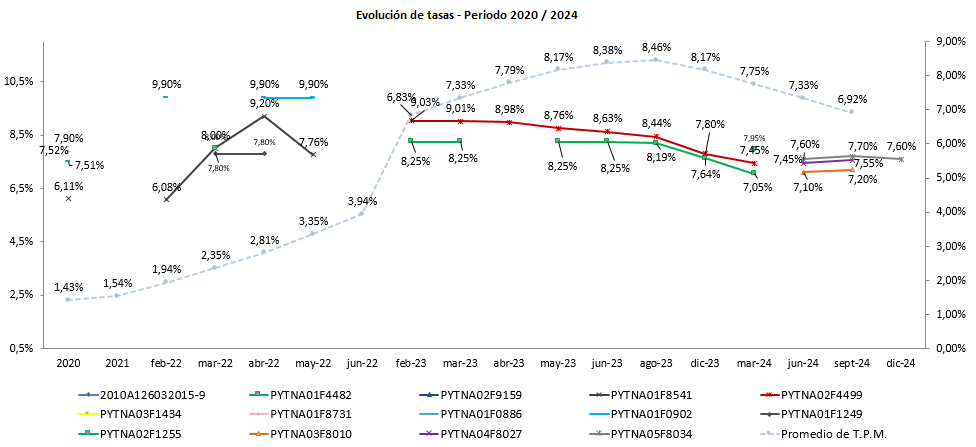 Evolución de tasas - Periodo 2020 / 2024
9,00%
8,46%
8,38%
8,17% 8,17%
10,5% 9,90% 9,90% 9,90% 7,79% 7,75% 8,00%
7,33% 7,33%
9,20% 6,83% 9,03% 9,01% 8,98% 6,92% 7,00%
8,76% 8,63% 8,44%
8,5% 7,90% 8,00% 7,80% 7,76% 7,80% 7,95% 7,60% 7,70% 7,60% 6,00%
7,52% 7,51% 7,45% 7,45% 7,55%
7,80% 8,25% 8,25% 8,25% 8,25% 8,19% 7,64% 5,00%
6,5% 6,11% 6,08% 7,05% 7,10% 7,20%
3,94% 4,00%
4,5% 3,35%
2,81% 3,00%
2,35%
2,5% 1,43% 1,54% 1,94% 2,00%
1,00%
0,5% 0,00%
2020 2021 feb-22 mar-22 abr-22 may-22 jun-22 feb-23 mar-23 abr-23 may-23 jun-23 ago-23 dic-23 mar-24 jun-24 sept-24 dic-24
2010A126032015-9 PYTNA01F4482 PYTNA02F9159 PYTNA01F8541 PYTNA02F4499
PYTNA03F1434 PYTNA01F8731 PYTNA01F0886 PYTNA01F0902 PYTNA01F1249
PYTNA02F1255 PYTNA03F8010 PYTNA04F8027 PYTNA05F8034 Promedio de T.P.M.